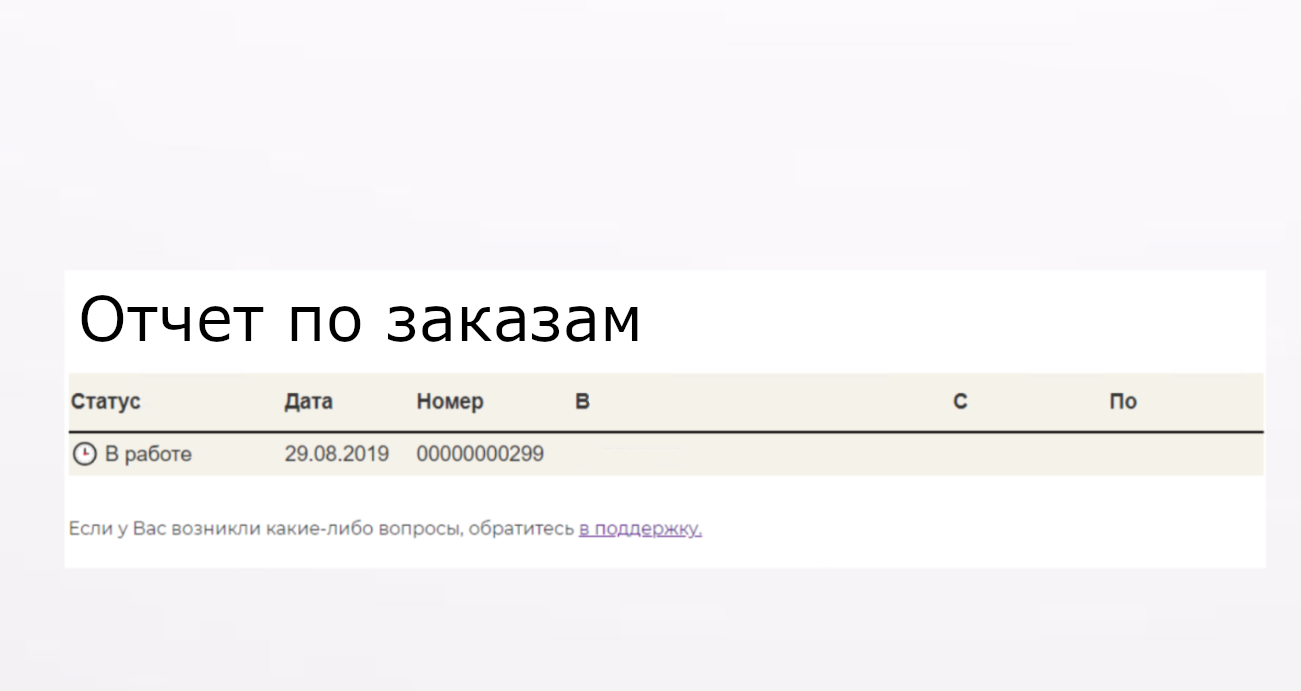 Отчет по заказам
Статус Дата Номер В С По
В работе 29.08.2019 00000000299
Если у Вас возникли какие-либо вопросы, обратитесь в поддержку.